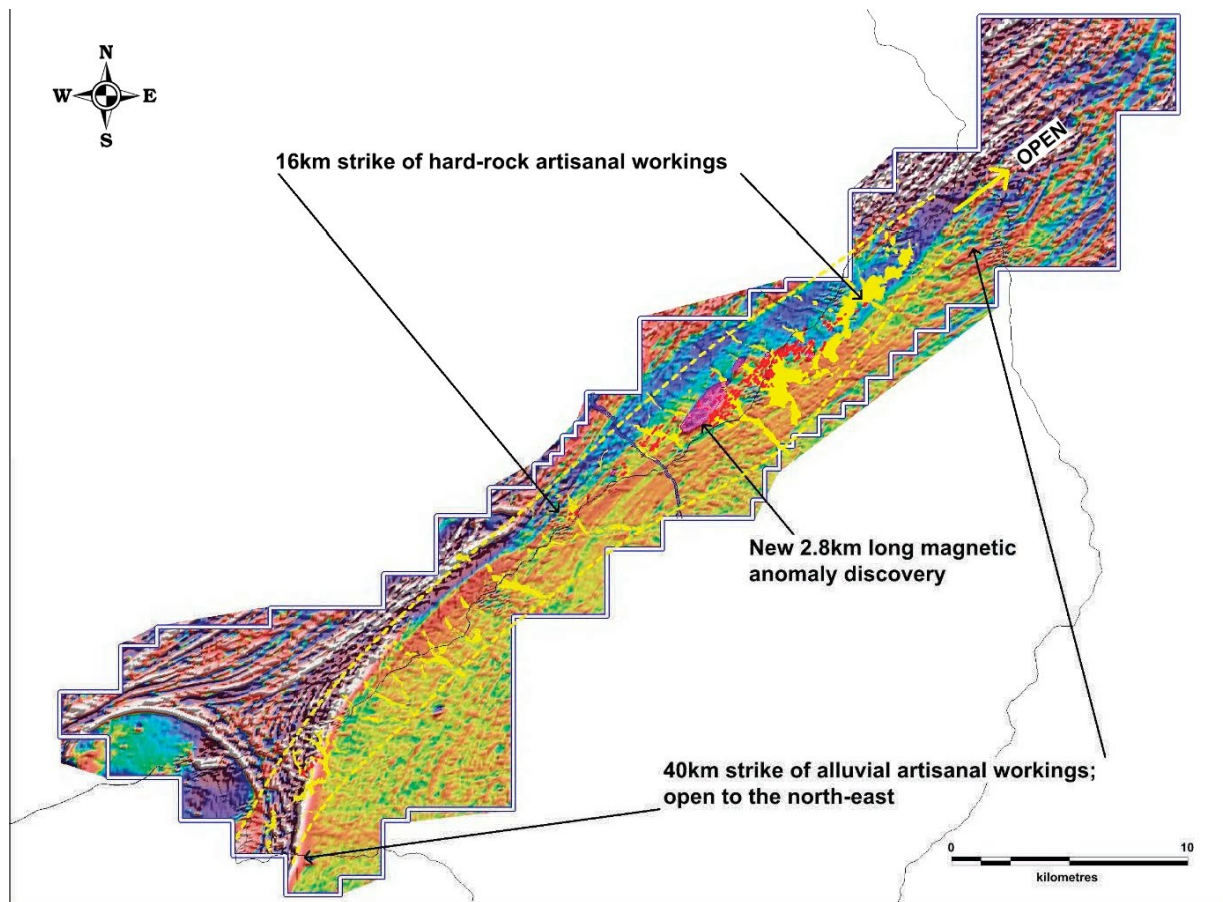 N
W E
S
16km strike of hard-rock artisanal workings
OPEN
New 2.8km long magnetic
anomaly discovery
40km strike of alluvial artisanal workings;
open to the north-east
0 10
kilometres